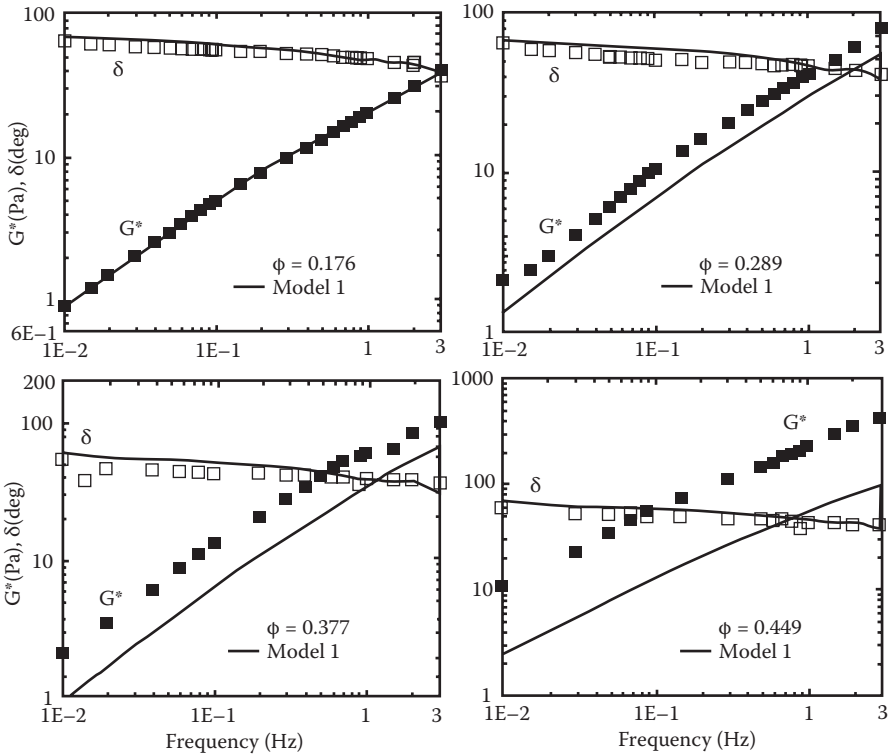 100
δ
10
G*(Pa), δ(deg)
G*
φ = 0.176
Model 1
1
6E−1
1E−2
1E−1
1
3
100
δ
10
G*
φ = 0.289
Model 1
1
1E−2
1E−1
1
3
200
100
δ
10
G*(Pa), δ(deg)
G*
φ = 0.377
Model 1
1
1E−2
1E−1
1
3
Frequency (Hz)
1000
G*
100
δ
10
φ = 0.449
Model 1
1
1E−2
1E−1
1
3
Frequency (Hz)